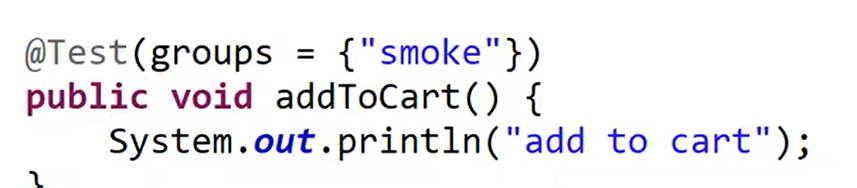 @Test(groups = {"smoke"})
public void addToCart() {
    System.out.println("add to cart");
}